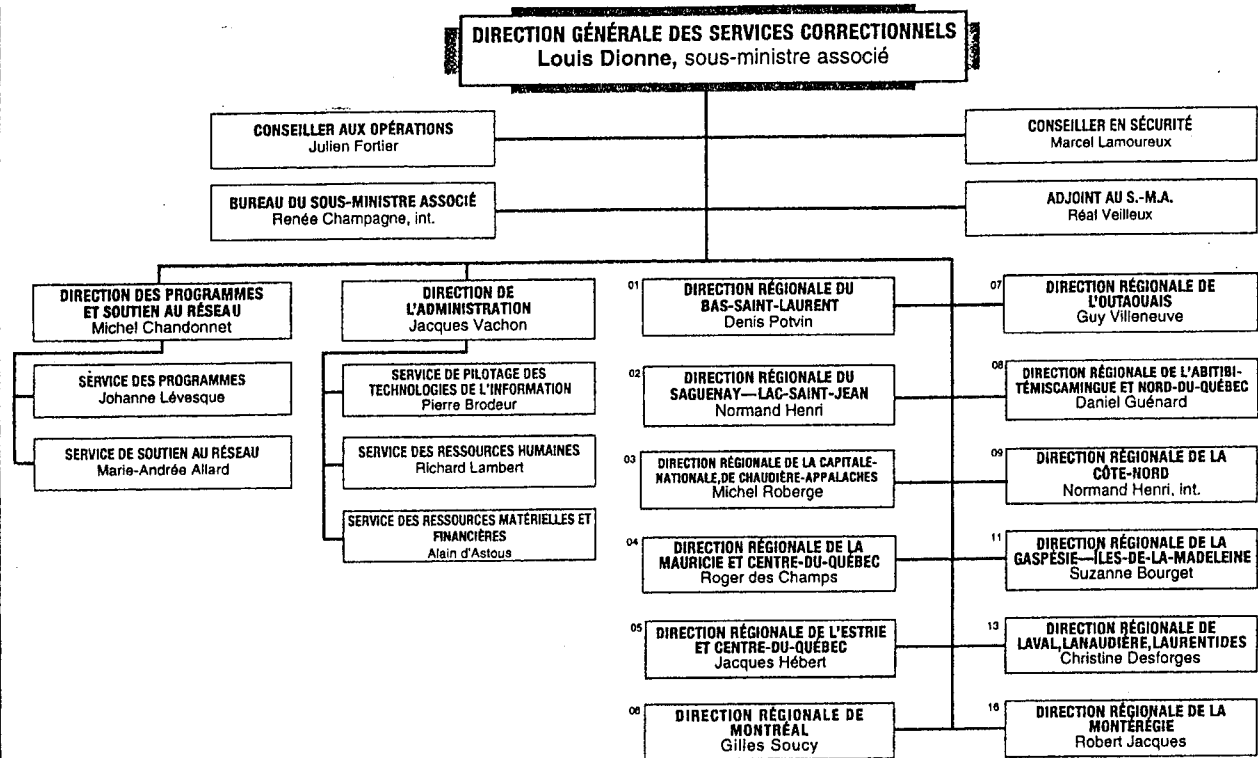 DIRECTION GÉNÉRALE DES SERVICES CORRECTIONNELS
Louis Dionne, sous-ministre associé
CONSEILLER AUX OPÉRATIONS
Julien Fortier
CONSEILLER EN SÉCURITÉ
Marcel Lamoureux
BUREAU DU SOUS-MINISTRE ASSOCIÉ
Renée Champagne, int.
ADJOINT AU S.-M.A.
Réal Veilleux
DIRECTION DES PROGRAMMES
ET SOUTIEN AU RÉSEAU
Michel Chandonnet
SERVICE DES PROGRAMMES
Johanne Lévesque
SERVICE DE SOUTIEN AU RÉSEAU
Marie-Andrée Allard
DIRECTION DE
L'ADMINISTRATION
Jacques Vachon
SERVICE DE PILOTAGE DES
TECHNOLOGIES DE L'INFORMATION
Pierre Brodeur
SERVICE DES RESSOURCES HUMAINES
Richard Lambert
SERVICE DES RESSOURCES MATÉRIELLES ET
FINANCIÈRES
Alain d'Astous
01
DIRECTION RÉGIONALE DU
BAS-SAINT-LAURENT
Denis Potvin
02
DIRECTION RÉGIONALE DU
SAGUENAY—LAC-SAINT-JEAN
Normand Henri
03
DIRECTION RÉGIONALE DE LA CAPITALE-
NATIONALE,DE CHAUDIÈRE-APPALACHES
Michel Roberge
04
DIRECTION RÉGIONALE DE LA
MAURICIE ET CENTRE-DU-QUÉBEC
Roger des Champs
05
DIRECTION RÉGIONALE DE L'ESTRIE
ET CENTRE-DU-QUÉBEC
Jacques Hébert
06
DIRECTION RÉGIONALE DE
MONTRÉAL
Gilles Soucy
07
DIRECTION RÉGIONALE DE
L'OUTAOUAIS
Guy Villeneuve
08
DIRECTION RÉGIONALE DE L'ABITIBI-
TÉMISCAMINGUE ET NORD-DU-QUÉBEC
Daniel Guénard
09
DIRECTION RÉGIONALE DE LA
CÔTE-NORD
Normand Henri, int.
11
DIRECTION RÉGIONALE DE LA
GASPÉSIE—ÎLES-DE-LA-MADELEINE
Suzanne Bourget
13
DIRECTION RÉGIONALE DE
LAVAL,LANAUDIÈRE,LAURENTIDES
Christine Desforges
16
DIRECTION RÉGIONALE DE LA
MONTÉRÉGIE
Robert Jacques